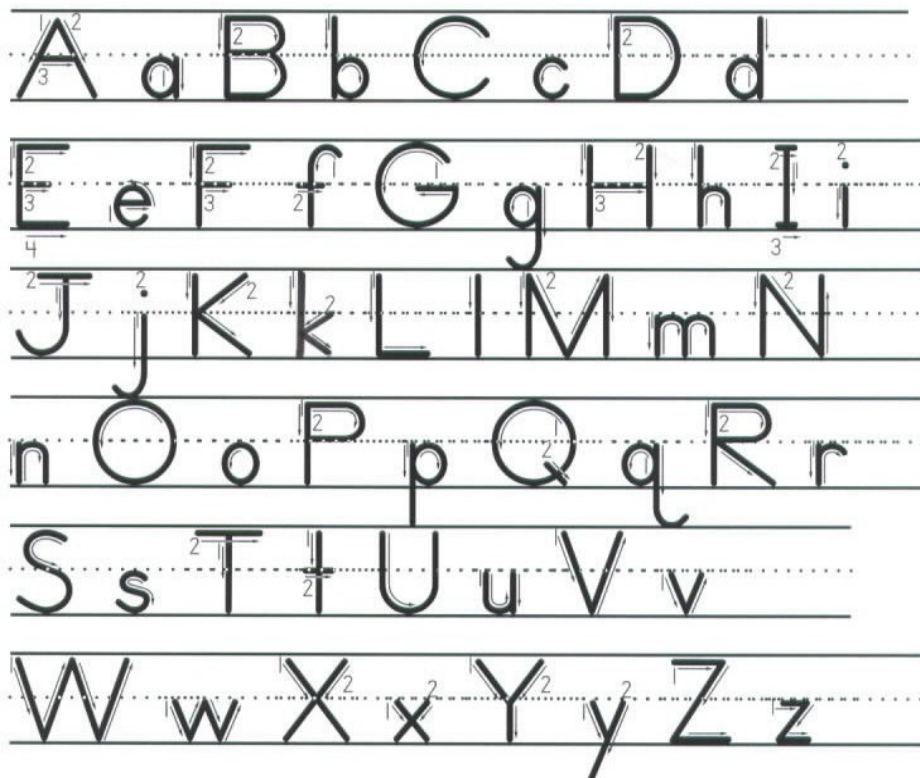 A a B b C c D d
E e F f G g H h I i
J j K k L l M m N
n O o P p Q q R r
S s T t U u V v
W w X x Y y Z z